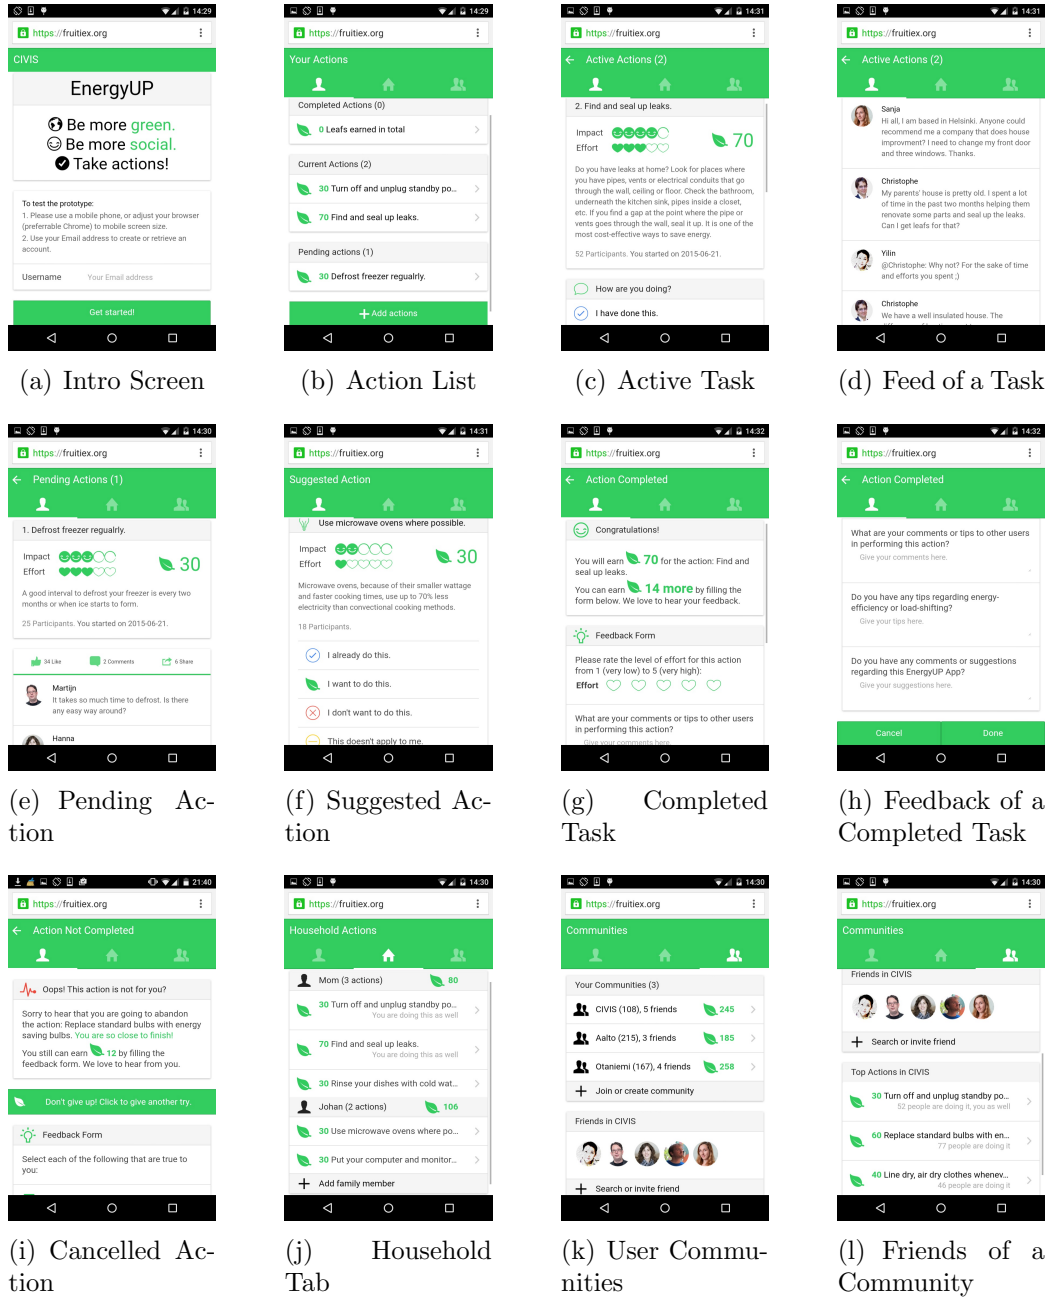 14:29
https://fruitiex.org
CIVIS
EnergyUP
Be more green.
Be more social.
Take actions!
To test the prototype:
1. Please use a mobile phone, or adjust your browser
(preferrable Chrome) to mobile screen size.
2. Use your Email address to create or retrieve an
account.
Username Your Email address
Get started!
(a) Intro Screen
14:29
https://fruitiex.org
Your Actions
Completed Actions (0)
0 Leafs earned in total
Current Actions (2)
30 Turn off and unplug standby po...
70 Find and seal up leaks.
Pending actions (1)
30 Defrost freezer regualrly.
Add actions
(b) Action List
14:31
https://fruitiex.org
Active Actions (2)
2. Find and seal up leaks.
Impact
Effort
70
Do you have leaks at home? Look for places where
you have pipes, vents or electrical conduits that go
through the wall, ceiling or floor. Check the bathroom,
underneath the kitchen sink, pipes inside a closet,
etc. If you find a gap at the point where the pipe or
vents goes through the wall, seal it up. It is one of the
most cost-effective ways to save energy.
52 Participants. You started on 2015-06-21.
How are you doing?
I have done this.
(c) Active Task
14:31
https://fruitiex.org
Active Actions (2)
Sanja
Hi all, I am based in Helsinki. Anyone could
recommend me a company that does house
improvment? I need to change my front door
and three windows. Thanks.
Christophe
My parents' house is pretty old. I spent a lot
of time in the past two months helping them
renovate some parts and seal up the leaks.
Can I get leafs for that?
Yilin
@Christophe: Why not? For the sake of time
and efforts you spent ;)
Christophe
We have a well insulated house. The
(d) Feed of a Task
14:30
https://fruitiex.org
Pending Actions (1)
1. Defrost freezer regualrly.
Impact
Effort
30
A good interval to defrost your freezer is every two
months or when ice starts to form.
25 Participants. You started on 2015-06-21.
34 Like 2 Comments 6 Share
Martijn
It takes so much time to defrost. Is there
any easy way around?
Hanna
(e) Pending Ac-
tion
14:31
https://fruitiex.org
Suggested Action
Use microwave ovens where possible.
Impact
Effort
30
Microwave ovens, because of their smaller wattage
and faster cooking times, use up to 70% less
electricity than conventional cooking methods.
18 Participants.
I already do this.
I want to do this.
I don't want to do this.
This doesn't apply to me.
(f) Suggested Ac-
tion
14:32
https://fruitiex.org
Action Completed
Congratulations!
You will earn 70 for the action: Find and
seal up leaks.
You can earn 14 more by filling the
form below. We love to hear your feedback.
Feedback Form
Please rate the level of effort for this action
from 1 (very low) to 5 (very high):
Effort
What are your comments or tips to other users
in performing this action?
Give your comments here.
(g) Completed
Task
14:32
https://fruitiex.org
Action Completed
What are your comments or tips to other users
in performing this action?
Give your comments here.
Do you have any tips regarding energy-
efficiency or load-shifting?
Give your tips here.
Do you have any comments or suggestions
regarding this EnergyUP App?
Give your suggestions here.
Cancel Done
(h) Feedback of a
Completed Task
21:40
https://fruitiex.org
Action Not Completed
Oops! This action is not for you?
Sorry to hear that you are going to abandon
the action: Replace standard bulbs with energy
saving bulbs. You are so close to finish!
You still can earn 12 by filling the
feedback form. We love to hear from you.
Don't give up! Click to give another try.
Feedback Form
Select each of the following that are true to
you:
(i) Cancelled Ac-
tion
14:30
https://fruitiex.org
Household Actions
Mom (3 actions) 80
30 Turn off and unplug standby po...
You are doing this as well
70 Find and seal up leaks.
You are doing this as well
30 Rinse your dishes with cold wat...
Johan (2 actions) 106
30 Use microwave ovens where po...
30 Put your computer and monitor...
Add family member
(j) Household
Tab
14:30
https://fruitiex.org
Communities
Your Communities (3)
CIVIS (108), 5 friends 245
Aalto (215), 3 friends 185
Otaniemi (167), 4 friends 258
Join or create community
Friends in CIVIS
Search or invite friend
(k) User Commu-
nities
14:30
https://fruitiex.org
Communities
Friends in CIVIS
Search or invite friend
Top Actions in CIVIS
30 Turn off and unplug standby po...
52 people are doing it, you as well
60 Replace standard bulbs with en...
77 people are doing it
40 Line dry, air dry clothes whenev...
46 people are doing it
(l) Friends of a
Community